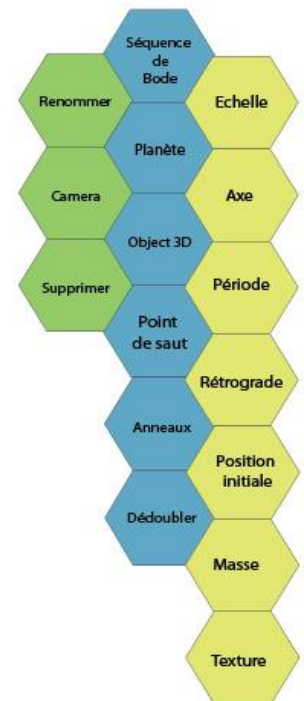 Renommer
Camera
Supprimer
Séquence
de
Bode
Planète
Object 3D
Point
de saut
Anneaux
Dédoubler
Echelle
Axe
Période
Rétrograde
Position
initiale
Masse
Texture